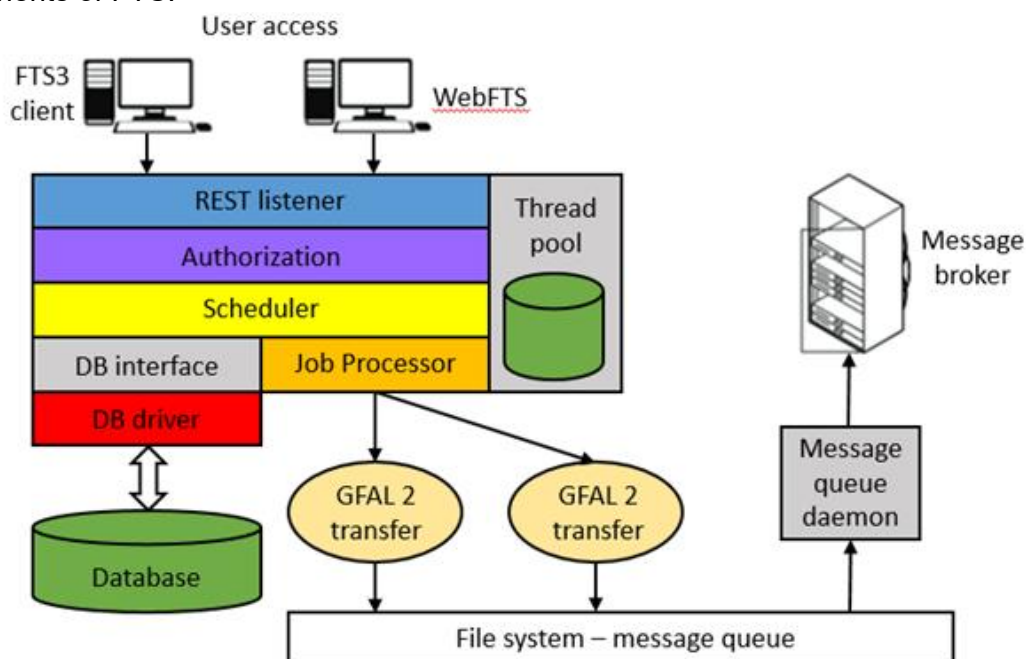 User access
FTS3
client
WebFTS
REST listener
Thread
pool
Authorization
Scheduler
DB interface
Job Processor
DB driver
Message
broker
GFAL 2
transfer
GFAL 2
transfer
Message
queue
daemon
Database
File system – message queue